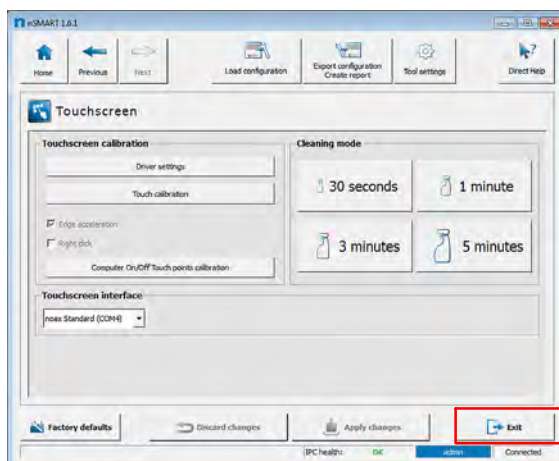 nSMART 1.6.1
Home
Previous
Next
Load configuration
Export configuration
Create report
Tool settings
Direct Help
Touchscreen
Touchscreen calibration
Driver settings
Touch calibration
Edge acceleration
Right click
Computer On/Off Touch points calibration
Cleaning mode
30 seconds
1 minute
3 minutes
5 minutes
Touchscreen interface
noax Standard (COM4)
Factory defaults
Discard changes
Apply changes
Exit
IPC health: OK admin Connected